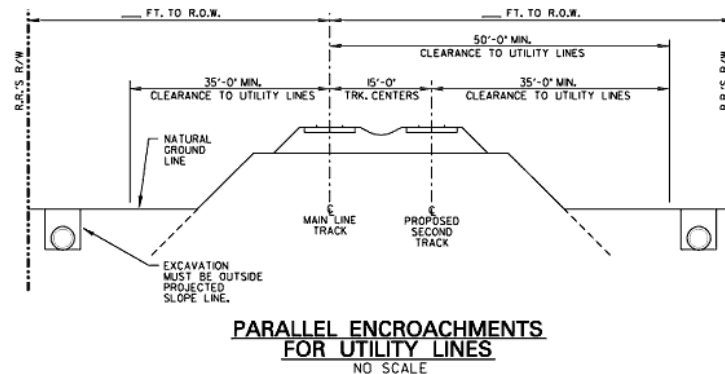 ___ FT. TO R.O.W.
___ FT. TO R.O.W.
R.R.'S R/W
R.R.'S R/W
50'-0" MIN.
CLEARANCE TO UTILITY LINES
35'-0" MIN.
CLEARANCE TO UTILITY LINES
15'-0"
TRK. CENTERS
35'-0" MIN.
CLEARANCE TO UTILITY LINES
NATURAL
GROUND
LINE
℄
MAIN LINE
TRACK
℄
PROPOSED
SECOND
TRACK
EXCAVATION
MUST BE OUTSIDE
PROJECTED
SLOPE LINE.
PARALLEL ENCROACHMENTS
FOR UTILITY LINES
NO SCALE